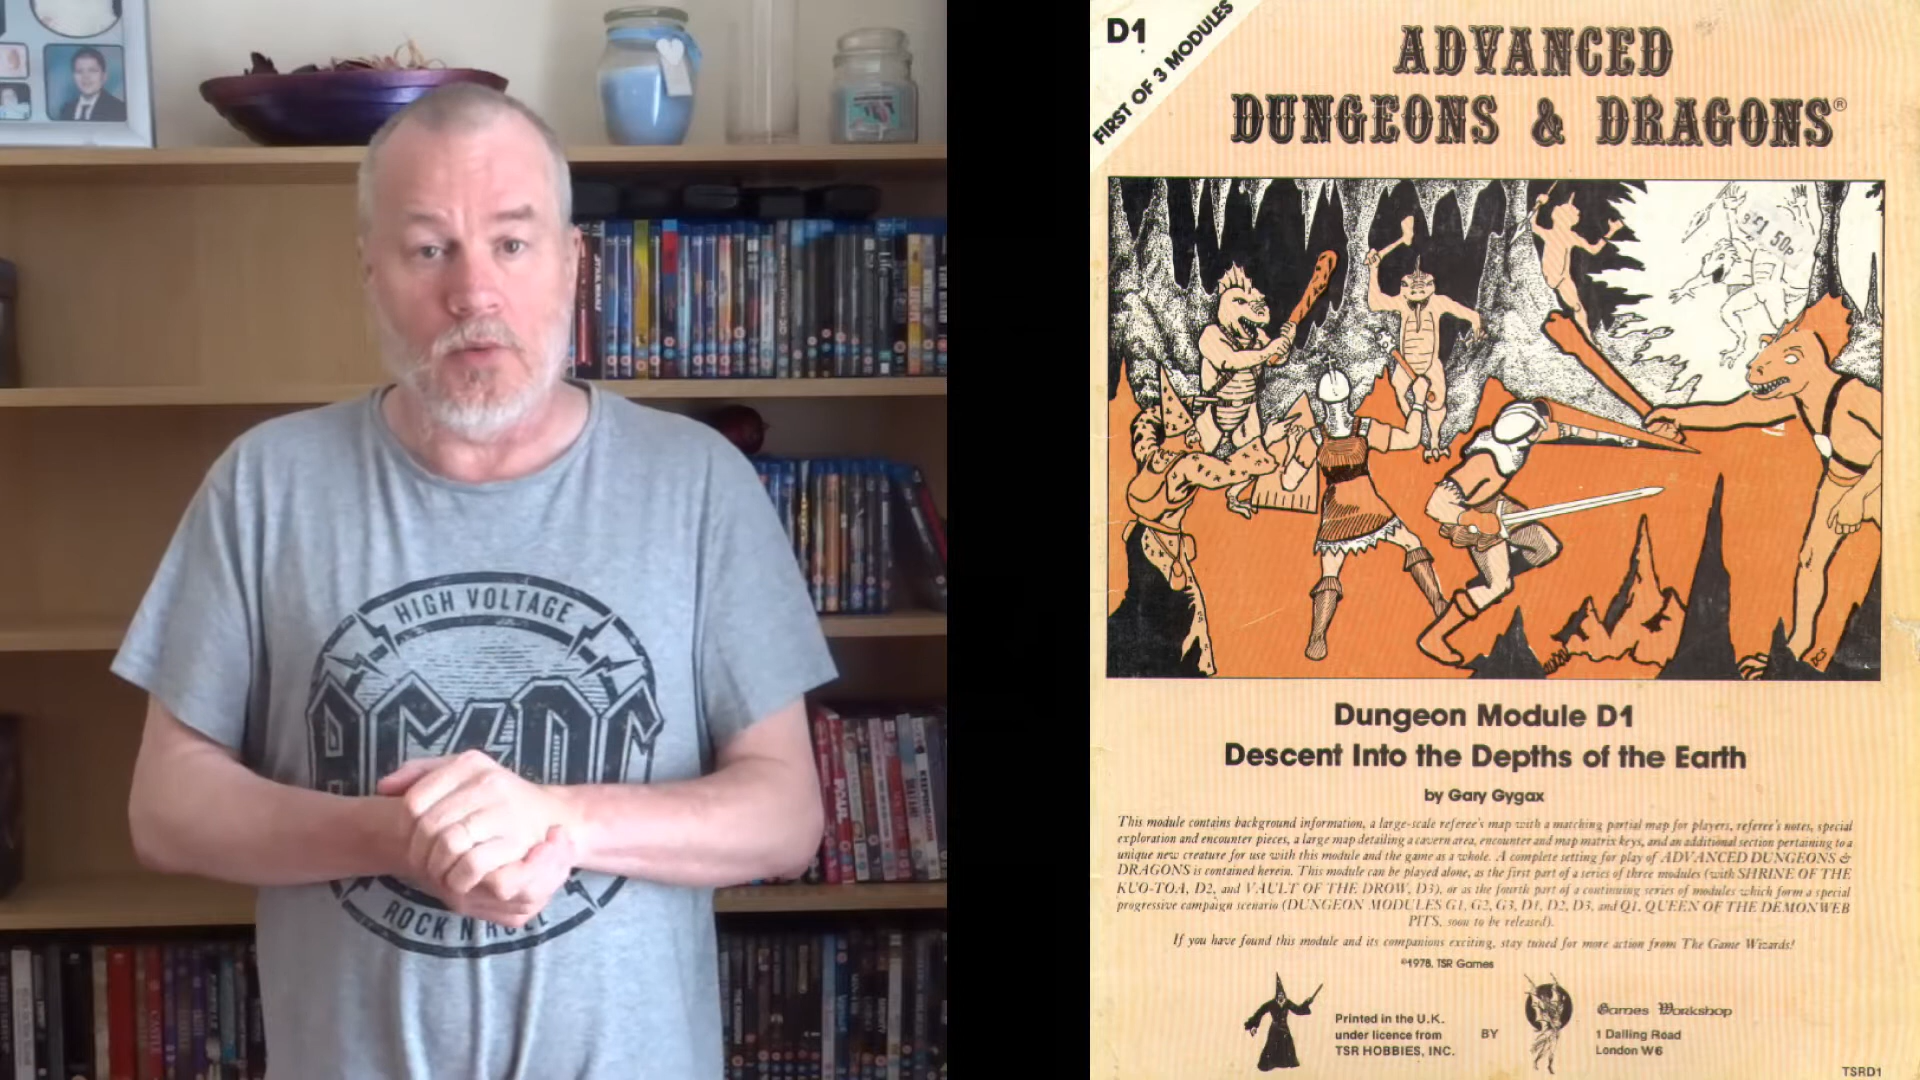 HIGH VOLTAGE
AC DC
ROCK N ROLL
D1
FIRST OF 3 MODULES
ADVANCED
DUNGEONS & DRAGONS®
£1.50p
DCS
Dungeon Module D1
Descent Into the Depths of the Earth
by Gary Gygax
This module contains background information, a large-scale referee's map with a matching partial map for players, referee's notes, special
exploration and encounter pieces, a large map detailing a cavern area, encounter and map matrix keys, and an additional section pertaining to a
unique new creature for use with this module and the game as a whole. A complete setting for play of ADVANCED DUNGEONS &
DRAGONS is contained herein. This module can be played alone, as the first part of a series of three modules (with SHRINE OF THE
KUO-TOA, D2, and VAULT OF THE DROW, D3), or as the fourth part of a continuing series of modules which form a special
progressive campaign scenario (DUNGEON MODULES G1, G2, G3, D1, D2, D3, and Q1, QUEEN OF THE DEMONWEB
PITS, soon to be released).
If you have found this module and its companions exciting, stay tuned for more action from The Game Wizards!
©1978, TSR Games
Printed in the U.K.
under licence from
TSR HOBBIES, INC.
BY
Games Workshop
1 Dalling Road
London W6
TSRD1